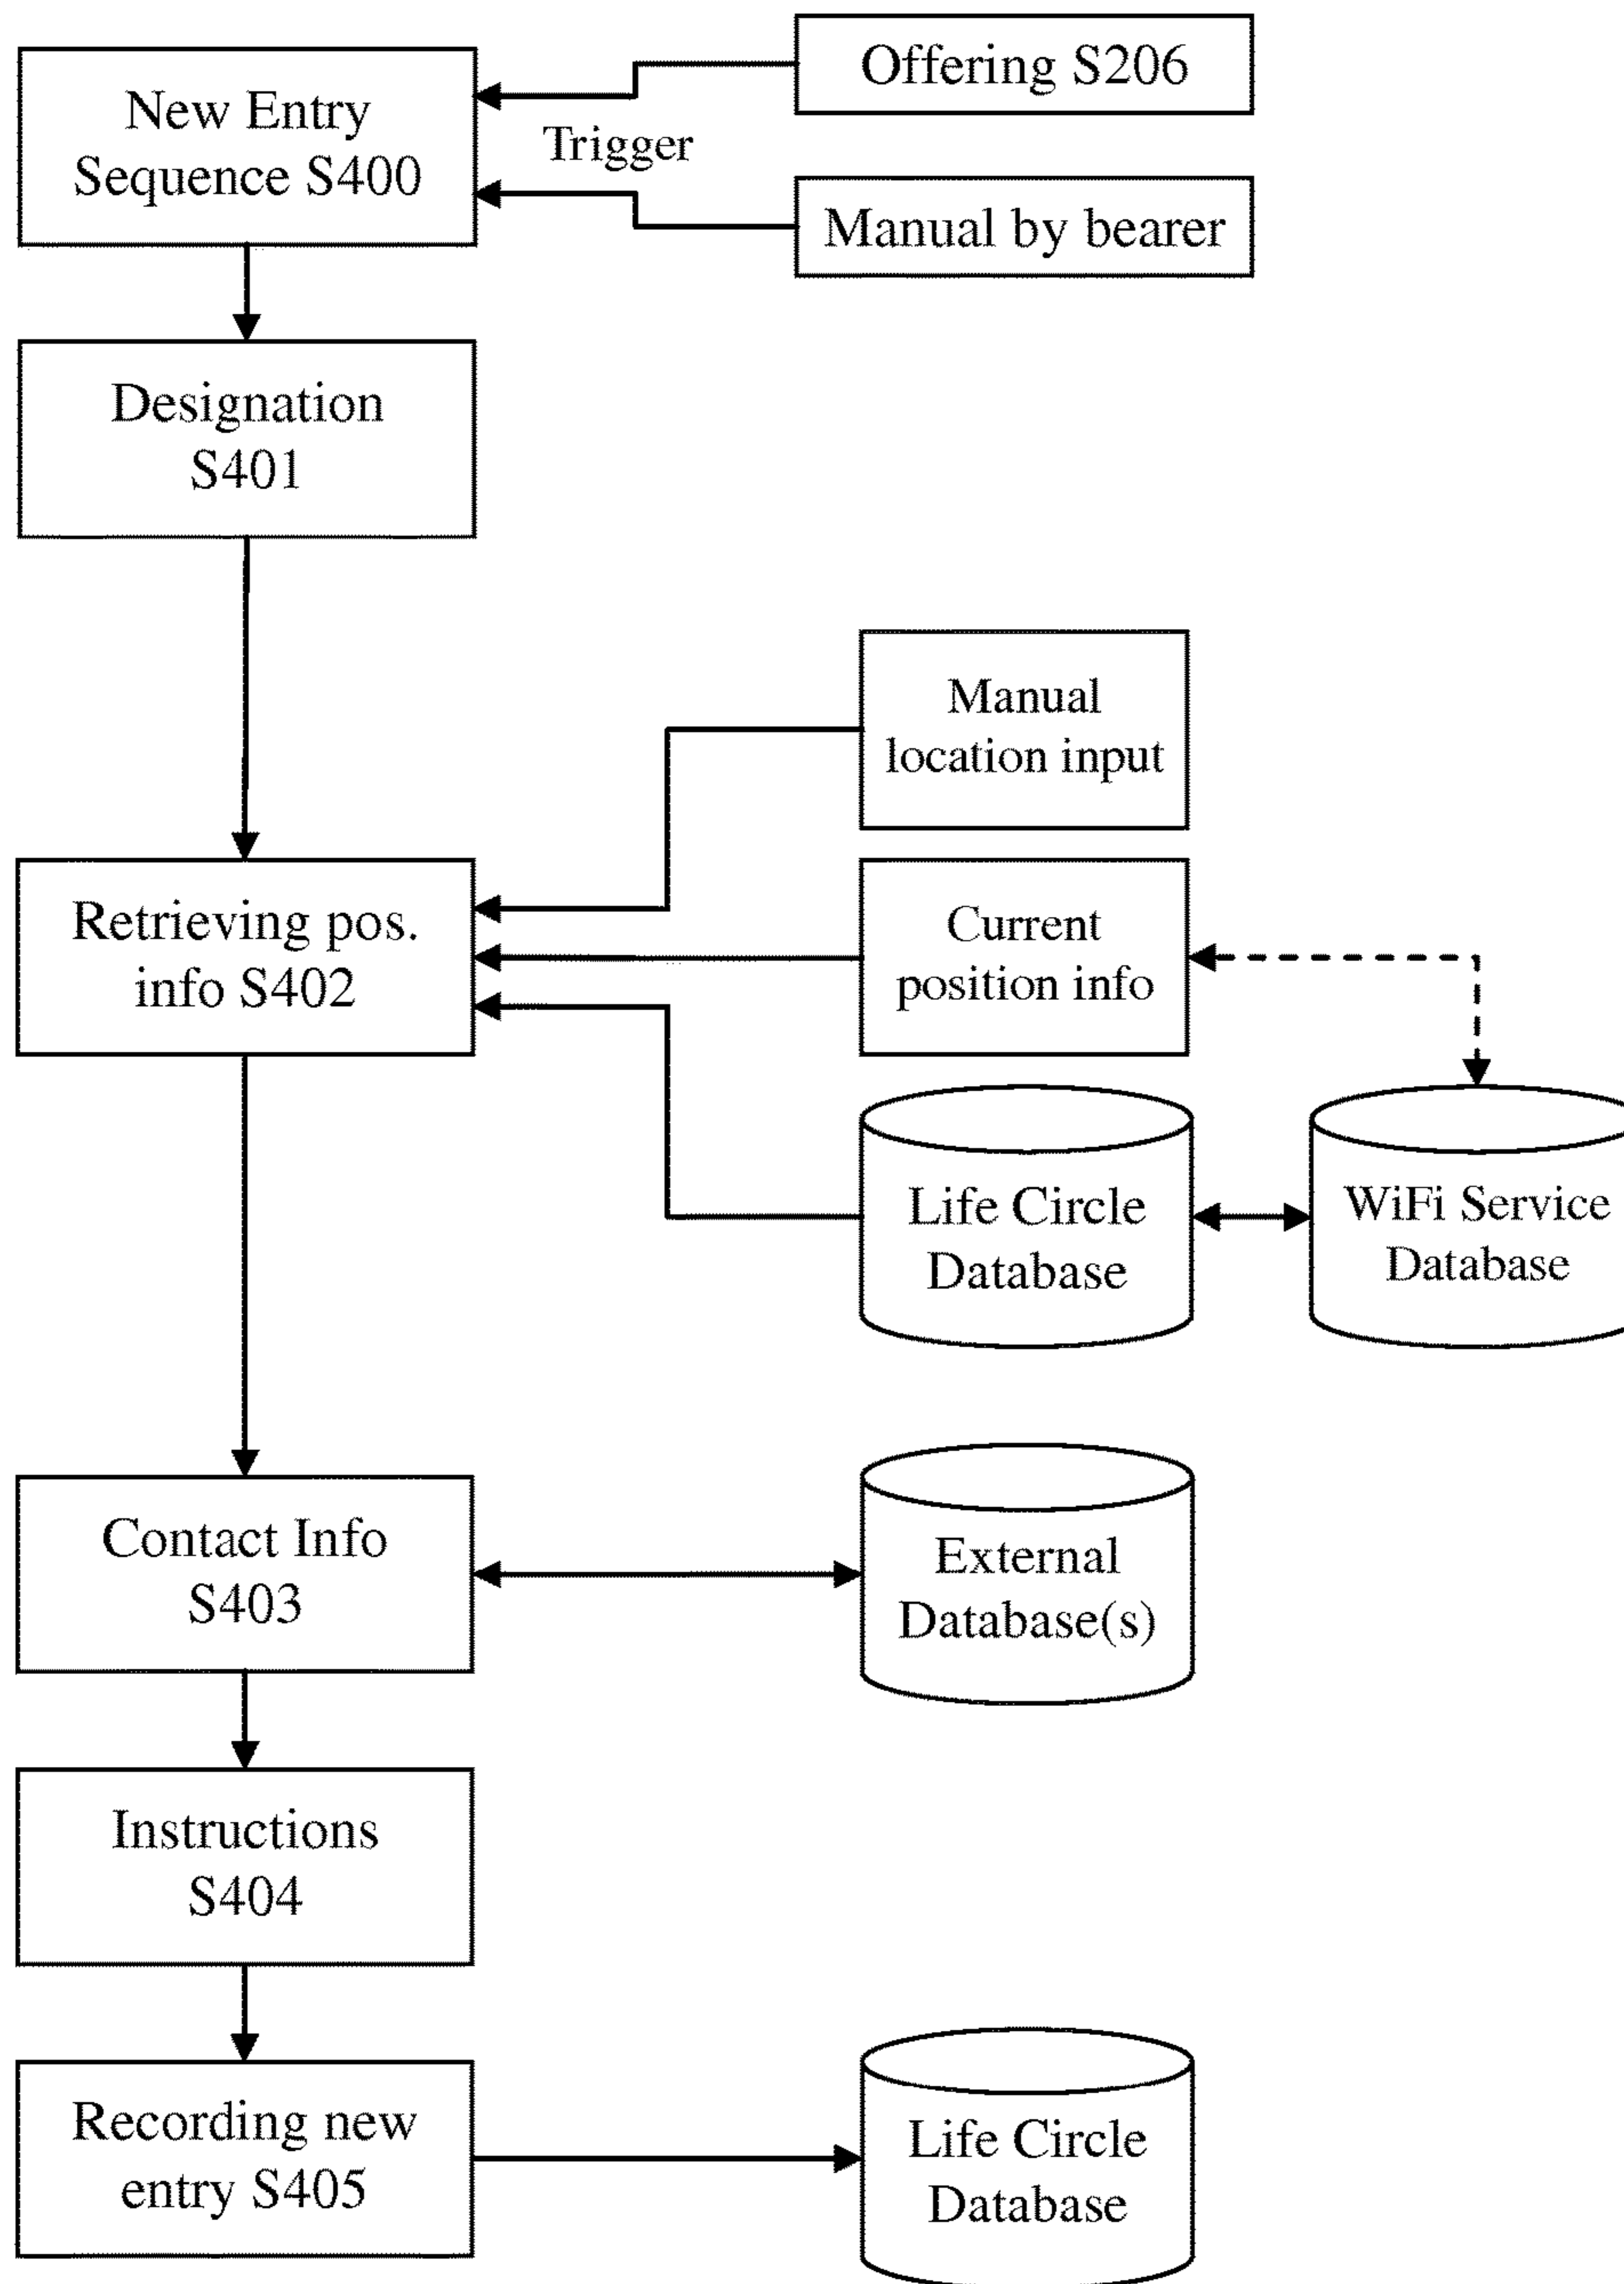 New Entry
Sequence S400
Offering S206
Trigger
Manual by bearer
Designation
S401
Manual
location input
Retrieving pos.
info S402
Current
position info
Life Circle
Database
WiFi Service
Database
Contact Info
S403
External
Database(s)
Instructions
S404
Recording new
entry S405
Life Circle
Database